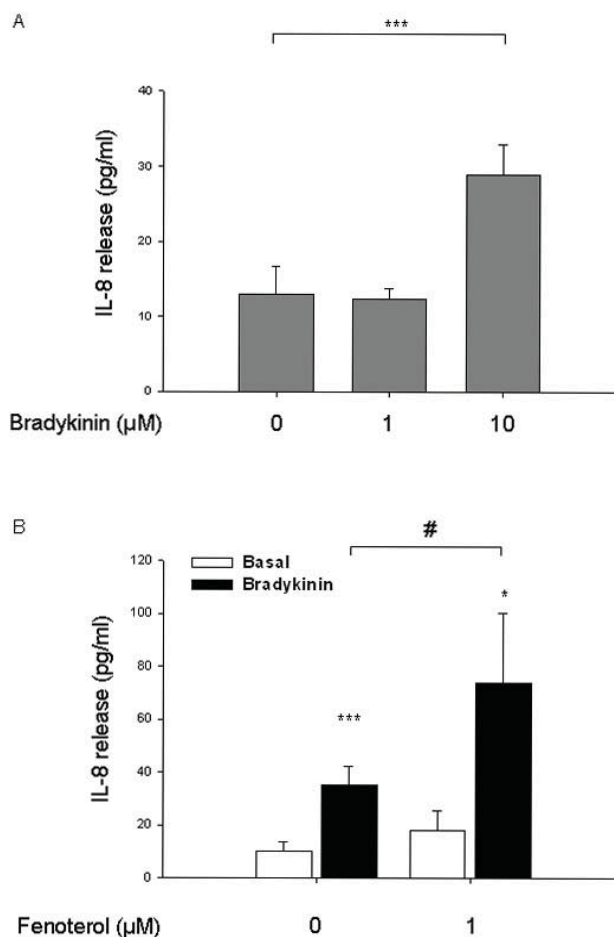 A
***
40
30
20
10
0
IL-8 release (pg/ml)
Bradykinin (µM) 0 1 10
B
#
Basal
Bradykinin
*
***
120
100
80
60
40
20
0
IL-8 release (pg/ml)
Fenoterol (µM) 0 1